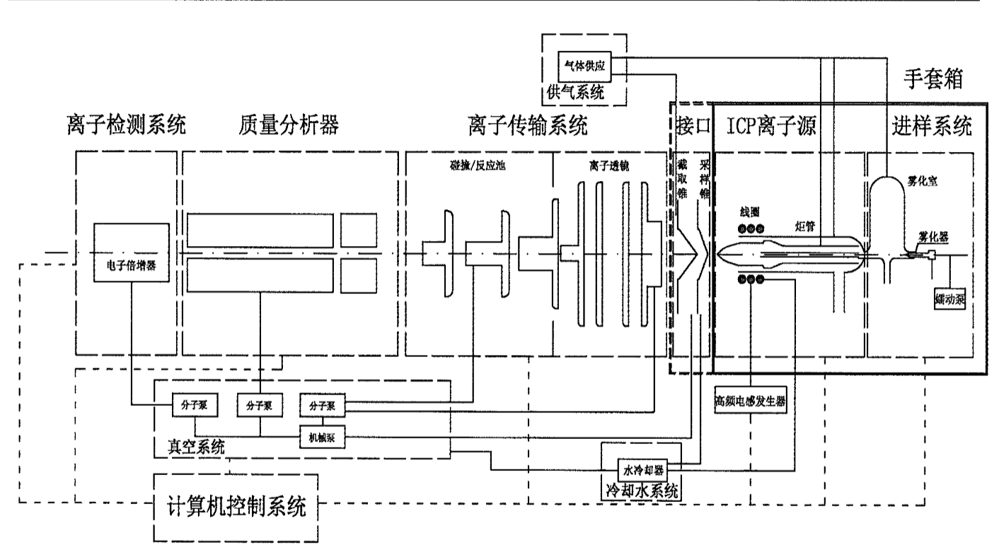 气体供应
供气系统
手套箱
离子检测系统
质量分析器
离子传输系统
接口
ICP离子源
进样系统
碰撞/反应池
离子透镜
截取锥
采样锥
雾化室
线圈
炬管
雾化器
电子倍增器
蠕动泵
高频电感发生器
分子泵
分子泵
分子泵
机械泵
真空系统
水冷却器
冷却水系统
计算机控制系统